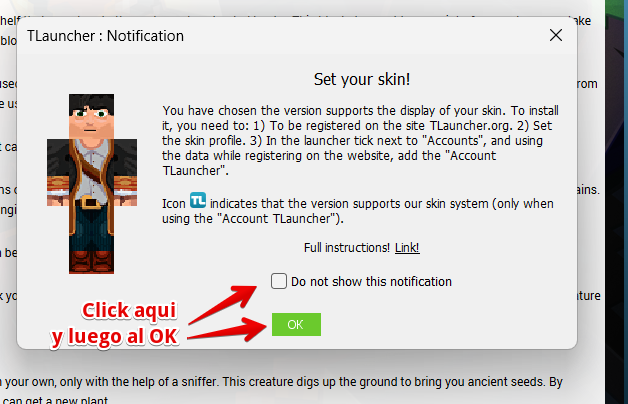 take
TLauncher : Notification
Set your skin!
from
You have chosen the version supports the display of your skin. To install
it, you need to: 1) To be registered on the site TLauncher.org. 2) Set
the skin profile. 3) In the launcher tick next to "Accounts", and using
the data while registering on the website, add the "Account
TLauncher".
Icon TL indicates that the version supports our skin system (only when
using the "Account TLauncher").
Full instructions! Link!
Do not show this notification
Click aqui
y luego al OK
OK
your own, only with the help of a sniffer. This creature digs up the ground to bring you ancient seeds. By
can get a new plant.